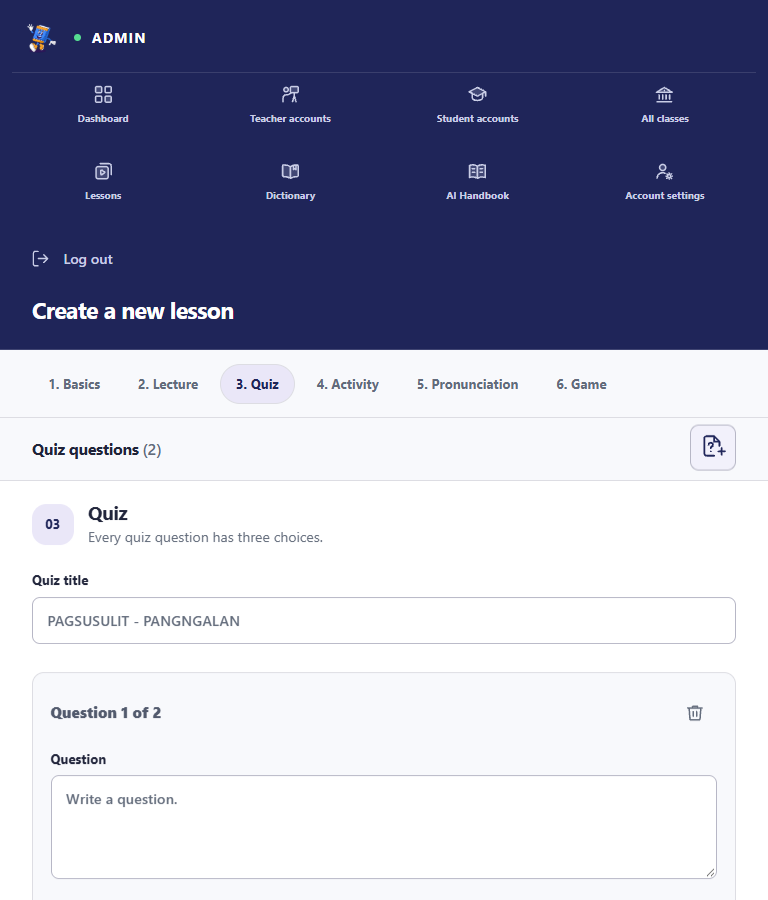 ADMIN
Dashboard
Teacher accounts
Student accounts
All classes
Lessons
Dictionary
AI Handbook
Account settings
Log out
Create a new lesson
1. Basics
2. Lecture
3. Quiz
4. Activity
5. Pronunciation
6. Game
Quiz questions (2)
03
Quiz
Every quiz question has three choices.
Quiz title
PAGSUSULIT - PANGNGALAN
Question 1 of 2
Question
Write a question.